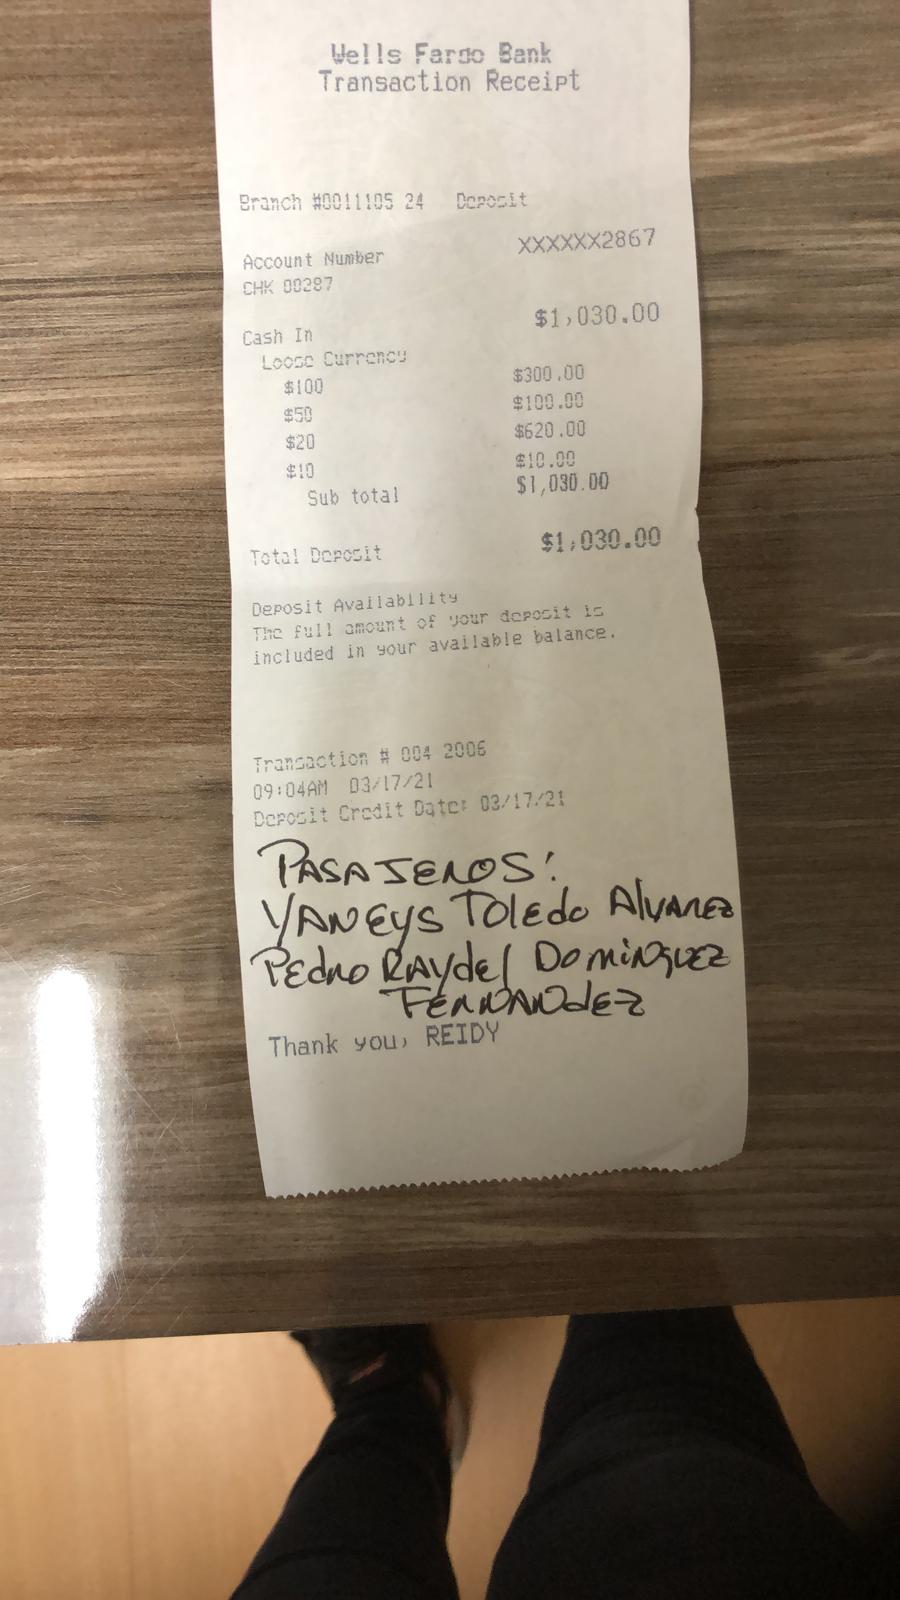 Wells Fargo Bank
Transaction Receipt
Branch #0011105 24 Deposit
Account Number XXXXXX2867
CHK 00287
Cash In $1,030.00
Loose Currency
$100 $300.00
$50 $100.00
$20 $620.00
$10 $10.00
Sub total $1,030.00
Total Deposit $1,030.00
Deposit Availability
The full amount of your deposit is
included in your available balance.
Transaction # 004 2006
09:04AM 03/17/21
Deposit Credit Date: 03/17/21
PASAJEROS:
YANEYS TOLEdo AlVAREZ
PEdRo RAYdEl DOMiNGUEZ
FERNANdEZ
Thank you, REIDY